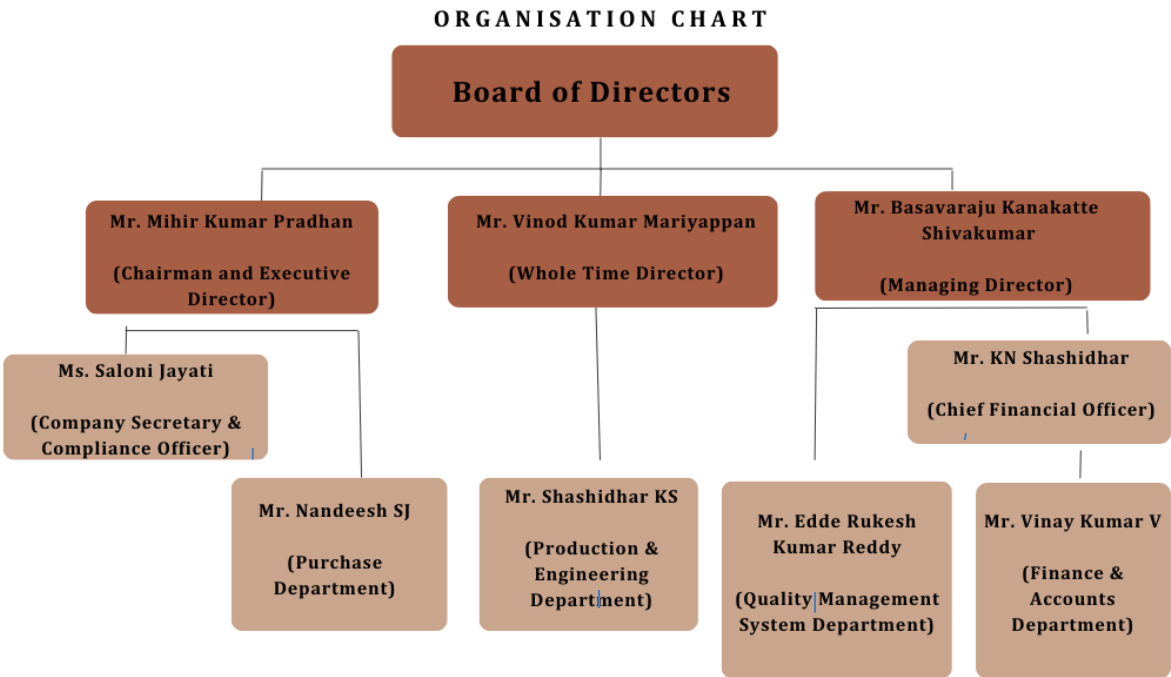 ORGANISATION CHART
Board of Directors
Mr. Mihir Kumar Pradhan
(Chairman and Executive
Director)
Mr. Vinod Kumar Mariyappan
(Whole Time Director)
Mr. Basavaraju Kanakatte
Shivakumar
(Managing Director)
Ms. Saloni Jayati
(Company Secretary &
Compliance Officer)
Mr. KN Shashidhar
(Chief Financial Officer)
Mr. Nandeesh SJ
(Purchase
Department)
Mr. Shashidhar KS
(Production &
Engineering
Department)
Mr. Edde Rukesh
Kumar Reddy
(Quality Management
System Department)
Mr. Vinay Kumar V
(Finance &
Accounts
Department)